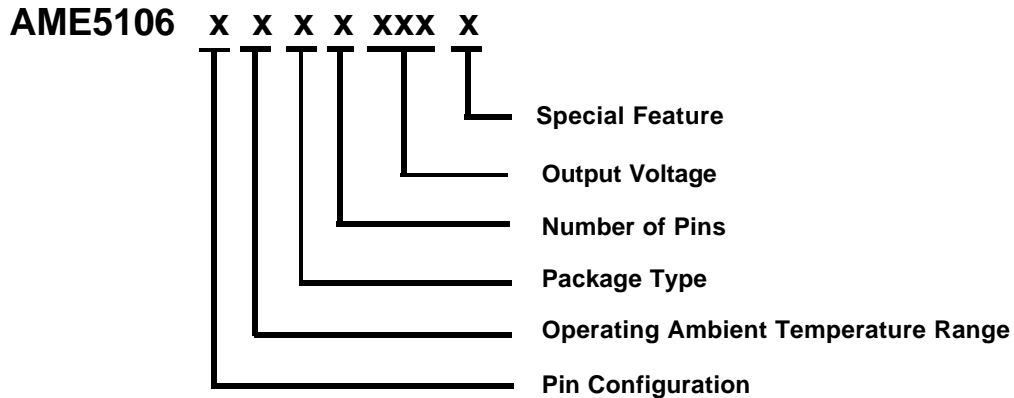 AME5106 x x x x xxx x
Special Feature
Output Voltage
Number of Pins
Package Type
Operating Ambient Temperature Range
Pin Configuration